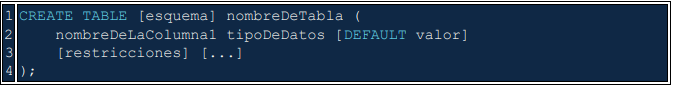 1 CREATE TABLE [esquema] nombreDeTabla (
2     nombreDeLaColumna1 tipoDeDatos [DEFAULT valor]
3     [restricciones] [...]
4 );